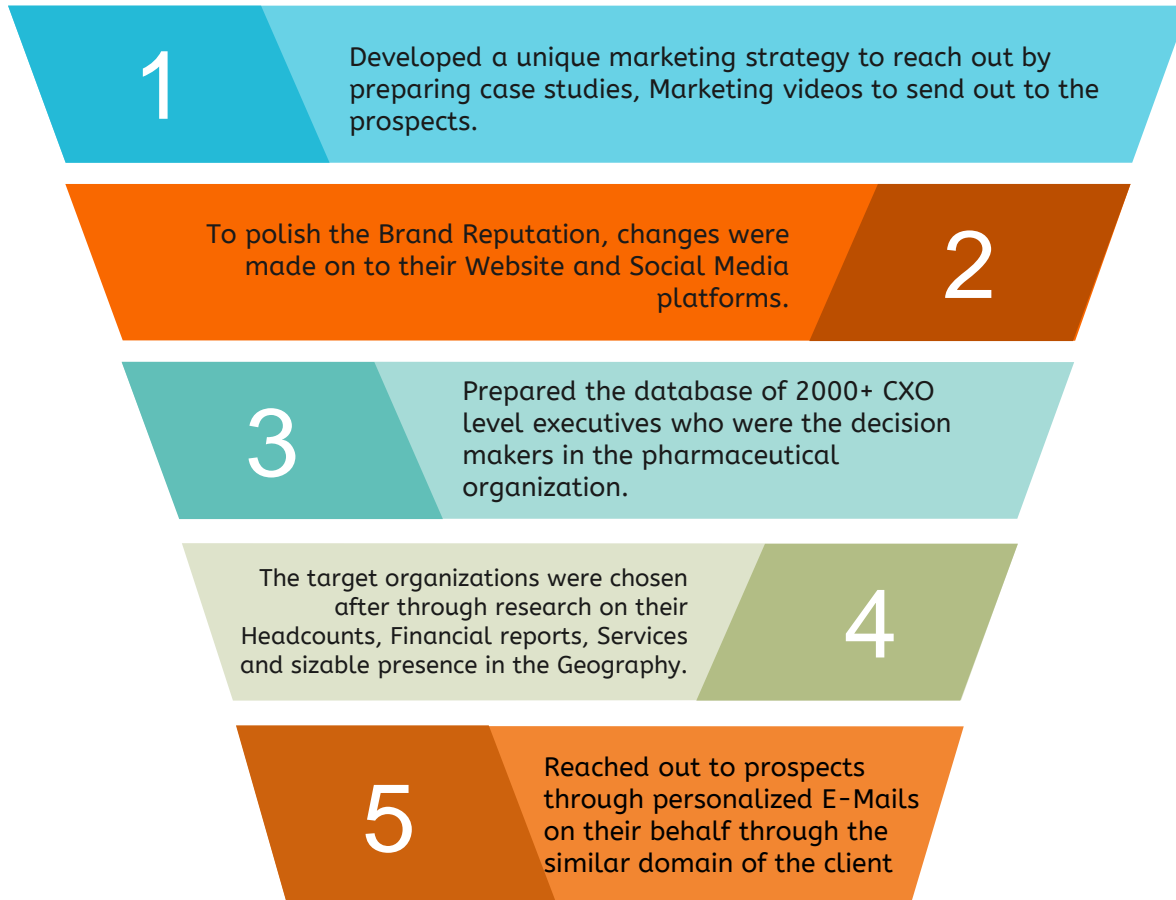 1
Developed a unique marketing strategy to reach out by
preparing case studies, Marketing videos to send out to the
prospects.
To polish the Brand Reputation, changes were
made on to their Website and Social Media
platforms.
2
3
Prepared the database of 2000+ CXO
level executives who were the decision
makers in the pharmaceutical
organization.
The target organizations were chosen
after through research on their
Headcounts, Financial reports, Services
and sizable presence in the Geography.
4
5
Reached out to prospects
through personalized E-Mails
on their behalf through the
similar domain of the client